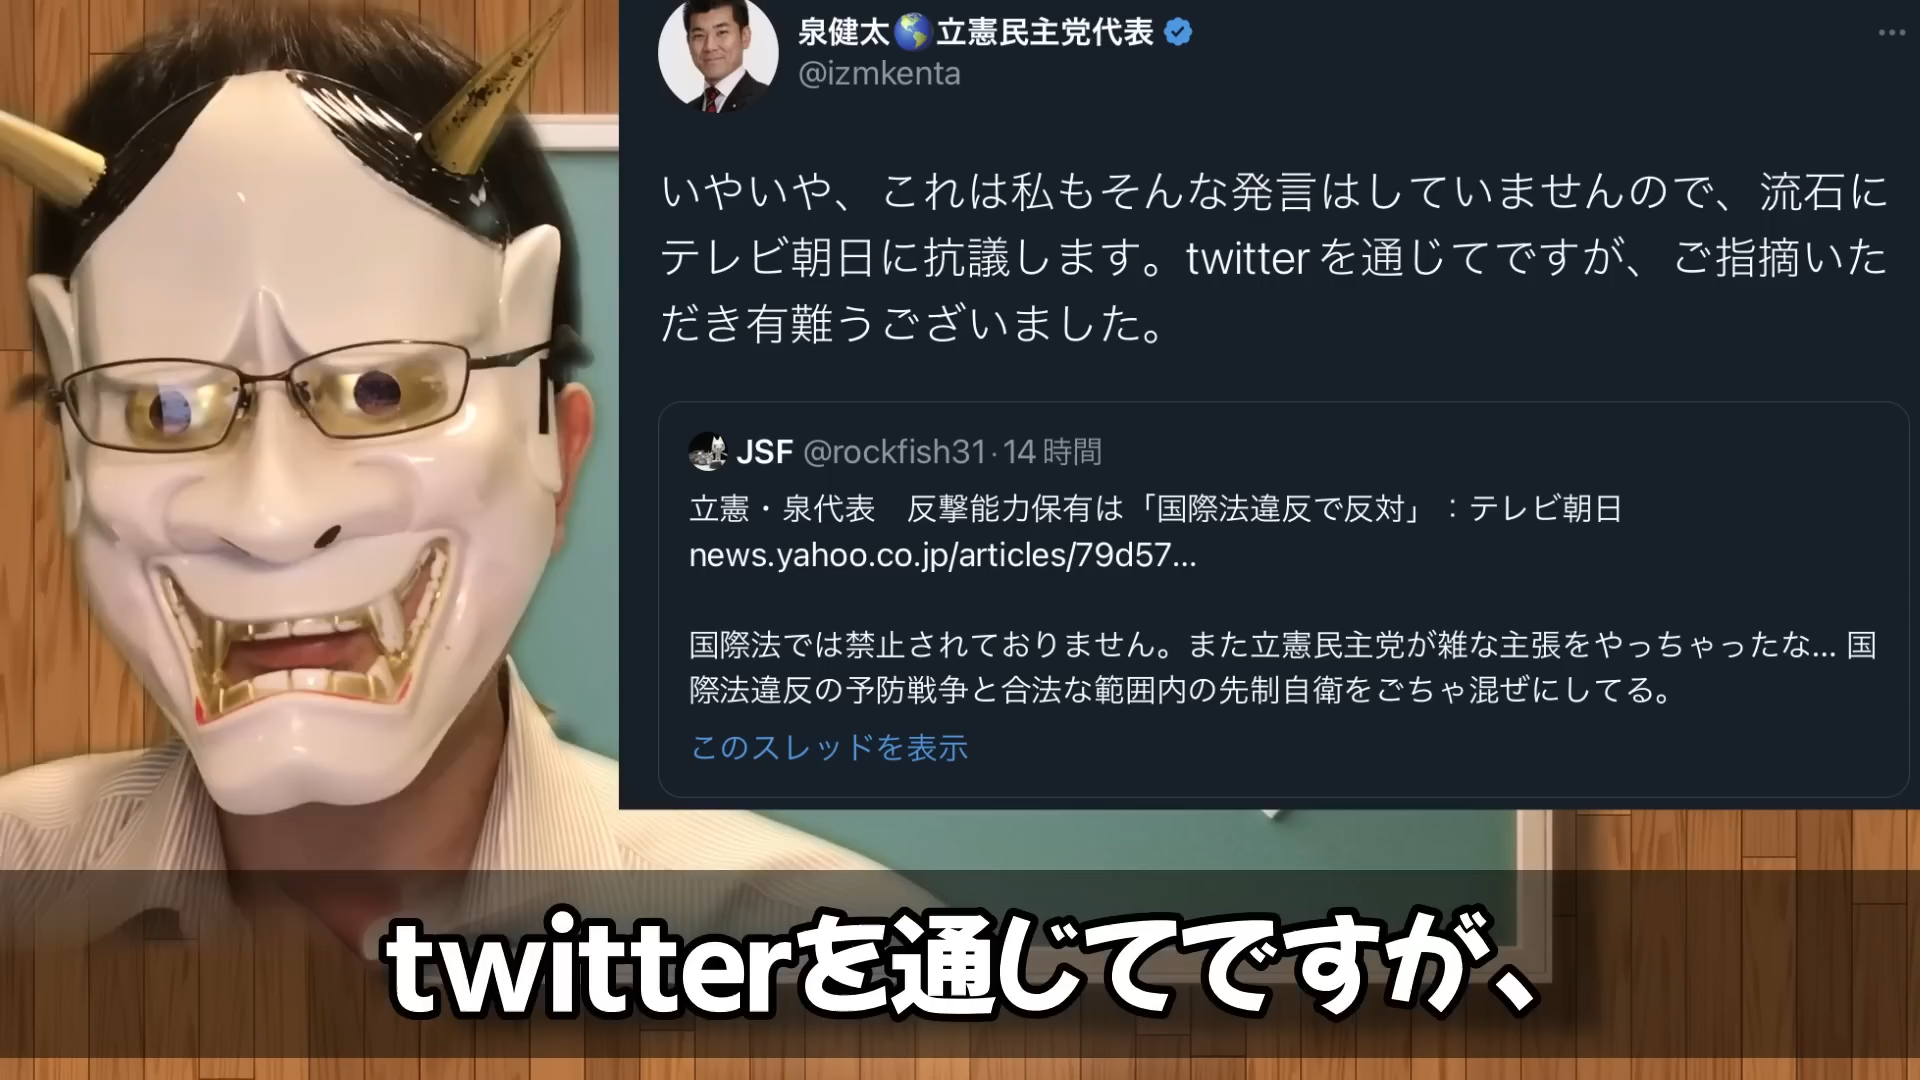 泉健太🌎立憲民主党代表
@izmkenta
いやいや、これは私もそんな発言はしていませんので、流石に
テレビ朝日に抗議します。twitterを通じてですが、ご指摘いた
だき有難うございました。
JSF @rockfish31·14時間
立憲・泉代表　反撃能力保有は「国際法違反で反対」：テレビ朝日
news.yahoo.co.jp/articles/79d57...
国際法では禁止されておりません。また立憲民主党が雑な主張をやっちゃったな... 国
際法違反の予防戦争と合法な範囲内の先制自衛をごちゃ混ぜにしてる。
このスレッドを表示
twitterを通じてですが、